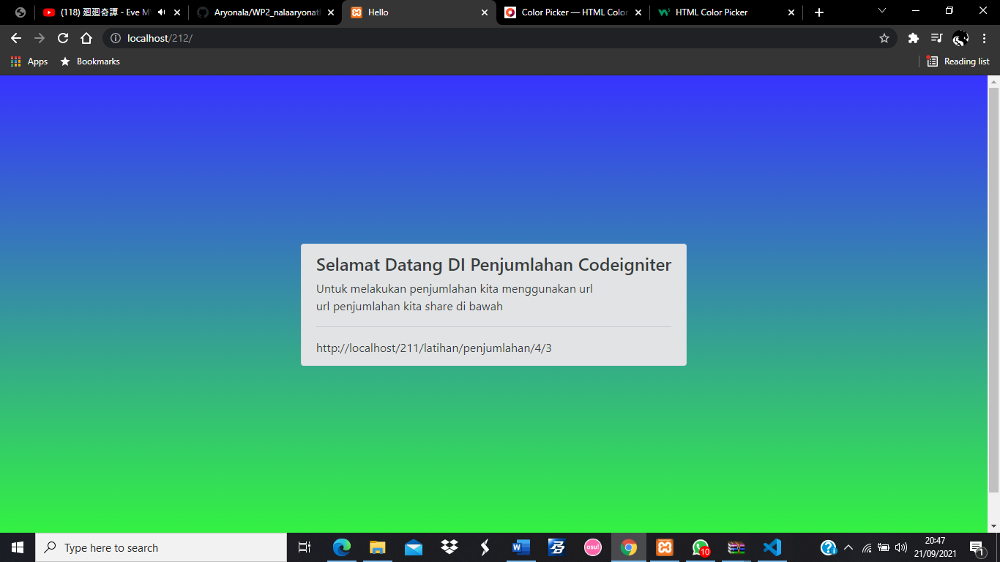 (118) 廻廻奇譚 - Eve M
Aryonala/WP2_nalaaryonat
Hello
Color Picker — HTML Color
HTML Color Picker
localhost/212/
Apps
Bookmarks
Reading list
Selamat Datang DI Penjumlahan Codeigniter
Untuk melakukan penjumlahan kita menggunakan url
url penjumlahan kita share di bawah
http://localhost/211/latihan/penjumlahan/4/3
Type here to search
osu!
10
20:47
21/09/2021
1